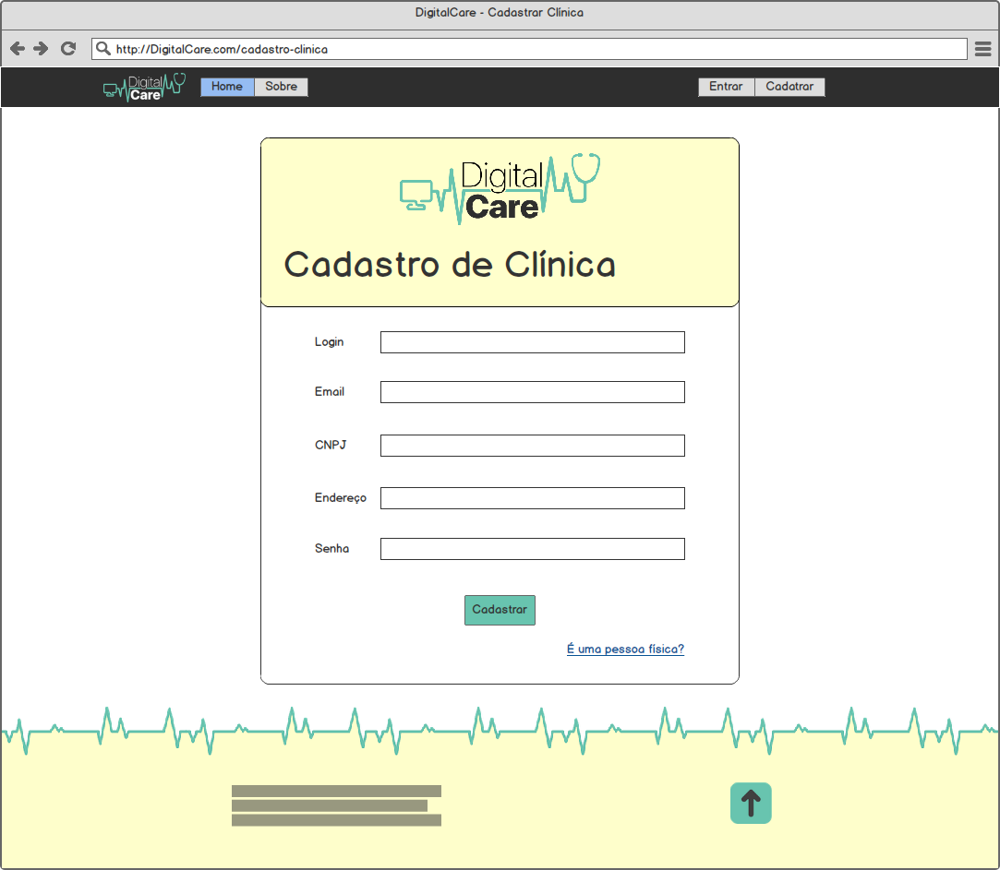 DigitalCare - Cadastrar Clínica
http://DigitalCare.com/cadastro-clinica
Digital
Care
Home
Sobre
Entrar
Cadatrar
Digital
Care
Cadastro de Clínica
Login
Email
CNPJ
Endereço
Senha
Cadastrar
É uma pessoa física?